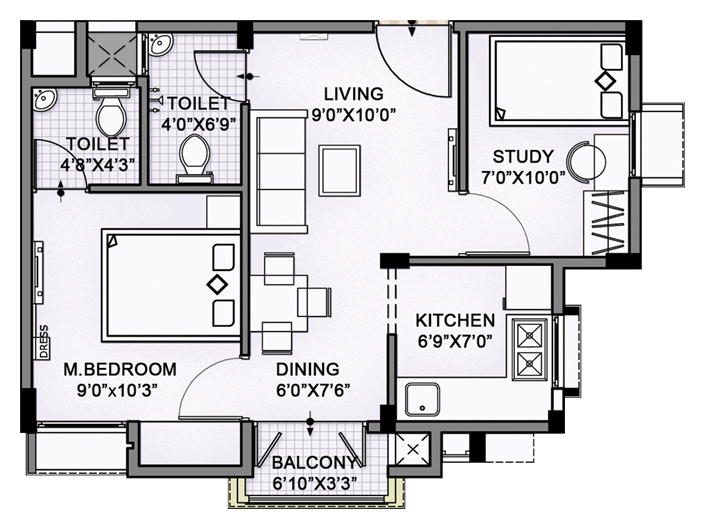 TOILET
4'0"X6'9"
LIVING
9'0"X10'0"
TOILET
4'8"X4'3"
STUDY
7'0"X10'0"
KITCHEN
6'9"X7'0"
DRESS
M.BEDROOM
9'0"x10'3"
DINING
6'0"X7'6"
BALCONY
6'10"X3'3"